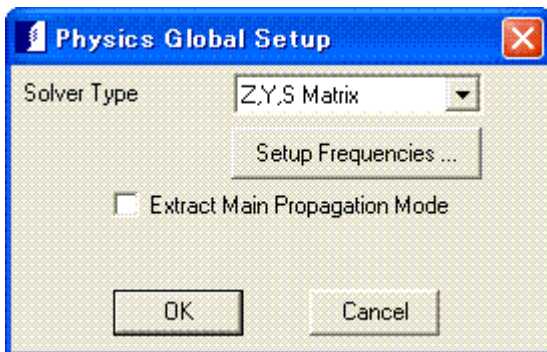 Physics Global Setup
Solver Type Z,Y,S Matrix
Setup Frequencies ...
Extract Main Propagation Mode
OK Cancel